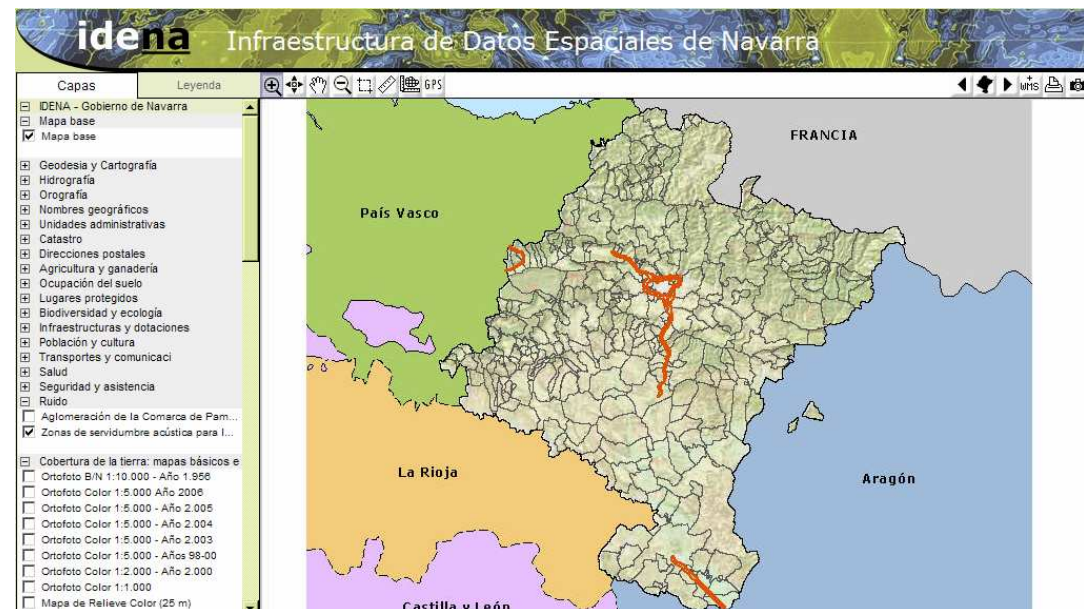 idena Infraestructura de Datos Espaciales de Navarra
Capas Leyenda
GPS
wms
IDENA - Gobierno de Navarra
Mapa base
Mapa base
Geodesia y Cartografía
Hidrografía
Orografía
Nombres geográficos
Unidades administrativas
Catastro
Direcciones postales
Agricultura y ganadería
Ocupación del suelo
Lugares protegidos
Biodiversidad y ecología
Infraestructuras y dotaciones
Población y cultura
Transportes y comunicaci
Salud
Seguridad y asistencia
Ruido
Aglomeración de la Comarca de Pam...
Zonas de servidumbre acústica para l...
Cobertura de la tierra: mapas básicos e
Ortofoto B/N 1:10.000 - Año 1.956
Ortofoto Color 1:5.000 Año 2006
Ortofoto Color 1:5.000 - Año 2.005
Ortofoto Color 1:5.000 - Año 2.004
Ortofoto Color 1:5.000 - Año 2.003
Ortofoto Color 1:5.000 - Años 98-00
Ortofoto Color 1:2.000 - Año 2.000
Ortofoto Color 1:1.000
Mapa de Relieve Color (25 m)
FRANCIA
País Vasco
La Rioja
Aragón
Castilla y León